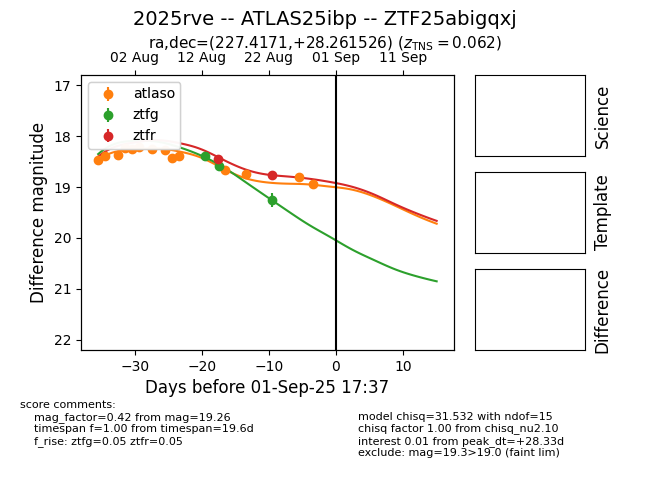 2025rve -- ATLAS25ibp -- ZTF25abigqxj
ra,dec=(227.4171,+28.261526) (z_TNS = 0.062)
02 Aug 12 Aug 22 Aug 01 Sep 11 Sep
atlaso
ztfg
ztfr
17
18
19
20
21
22
Difference magnitude
−30 −20 −10 0 10
Days before 01-Sep-25 17:37
Science
Template
Difference
score comments:
mag_factor=0.42 from mag=19.26
timespan f=1.00 from timespan=19.6d
f_rise: ztfg=0.05 ztfr=0.05
model chisq=31.532 with ndof=15
chisq factor 1.00 from chisq_nu2.10
interest 0.01 from peak_dt=+28.33d
exclude: mag=19.3>19.0 (faint lim)